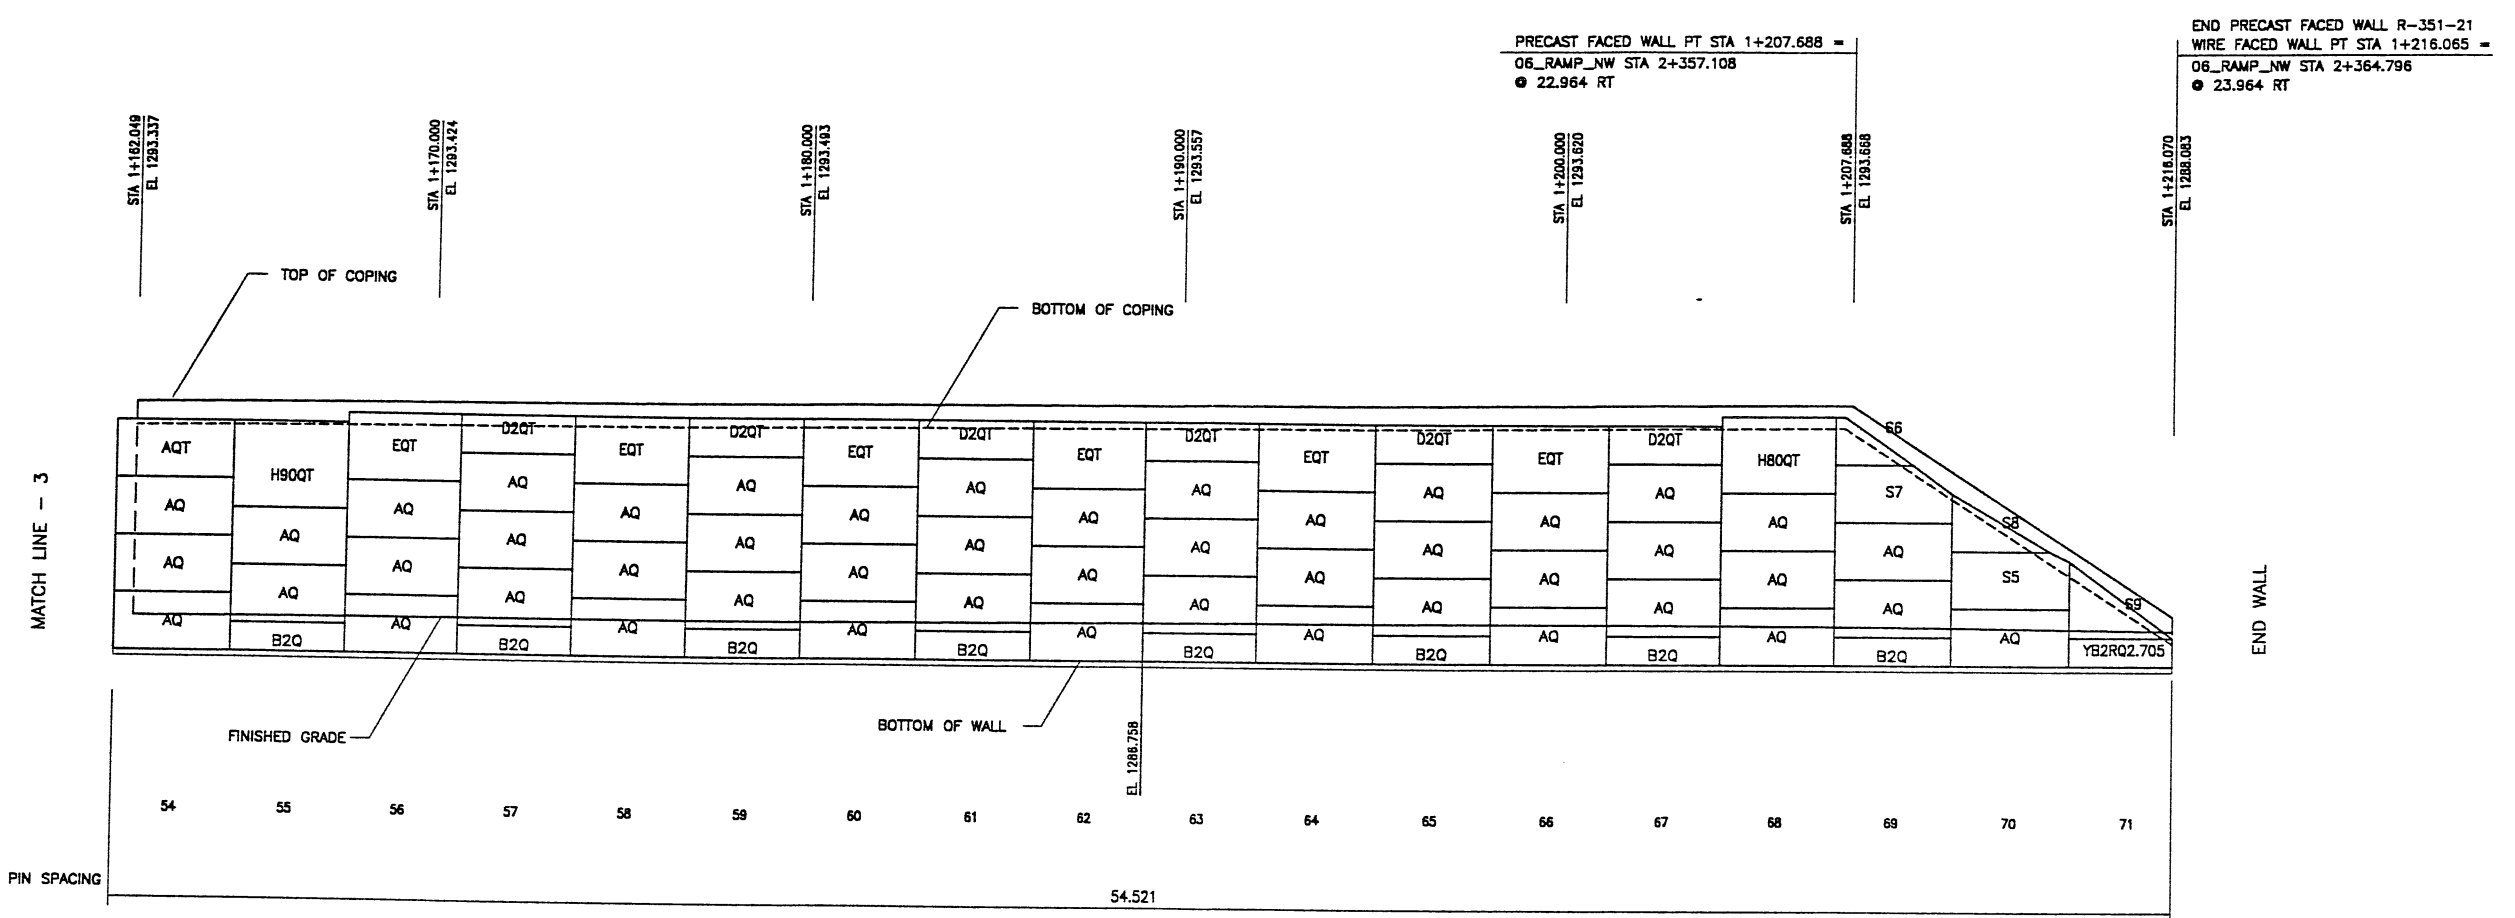 PRECAST FACED WALL PT STA 1+207.688 =
06_RAMP_NW STA 2+357.108
@ 22.964 RT
END PRECAST FACED WALL R-351-21
WIRE FACED WALL PT STA 1+216.065 =
06_RAMP_NW STA 2+364.796
@ 23.964 RT
STA 1+162.049
EL 1293.337
STA 1+170.000
EL 1293.424
STA 1+180.000
EL 1293.493
STA 1+190.000
EL 1293.557
STA 1+200.000
EL 1293.620
STA 1+207.688
EL 1293.668
STA 1+216.070
EL 1288.083
TOP OF COPING
BOTTOM OF COPING
MATCH LINE - 3
AQT
AQ
AQ
AQ
H90QT
AQ
AQ
B2Q
EQT
AQ
AQ
AQ
D2QT
AQ
AQ
AQ
B2Q
EQT
AQ
AQ
AQ
D2QT
AQ
AQ
AQ
B2Q
EQT
AQ
AQ
AQ
D2QT
AQ
AQ
AQ
B2Q
EQT
AQ
AQ
AQ
D2QT
AQ
AQ
AQ
B2Q
EQT
AQ
AQ
AQ
D2QT
AQ
AQ
AQ
B2Q
EQT
AQ
AQ
AQ
D2QT
AQ
AQ
AQ
B2Q
H80QT
AQ
AQ
AQ
S6
S7
AQ
AQ
B2Q
S8
S5
AQ
S9
YB2RQ2.705
END WALL
FINISHED GRADE
BOTTOM OF WALL
EL 1286.758
54 55 56 57 58 59 60 61 62 63 64 65 66 67 68 69 70 71
PIN SPACING
54.521